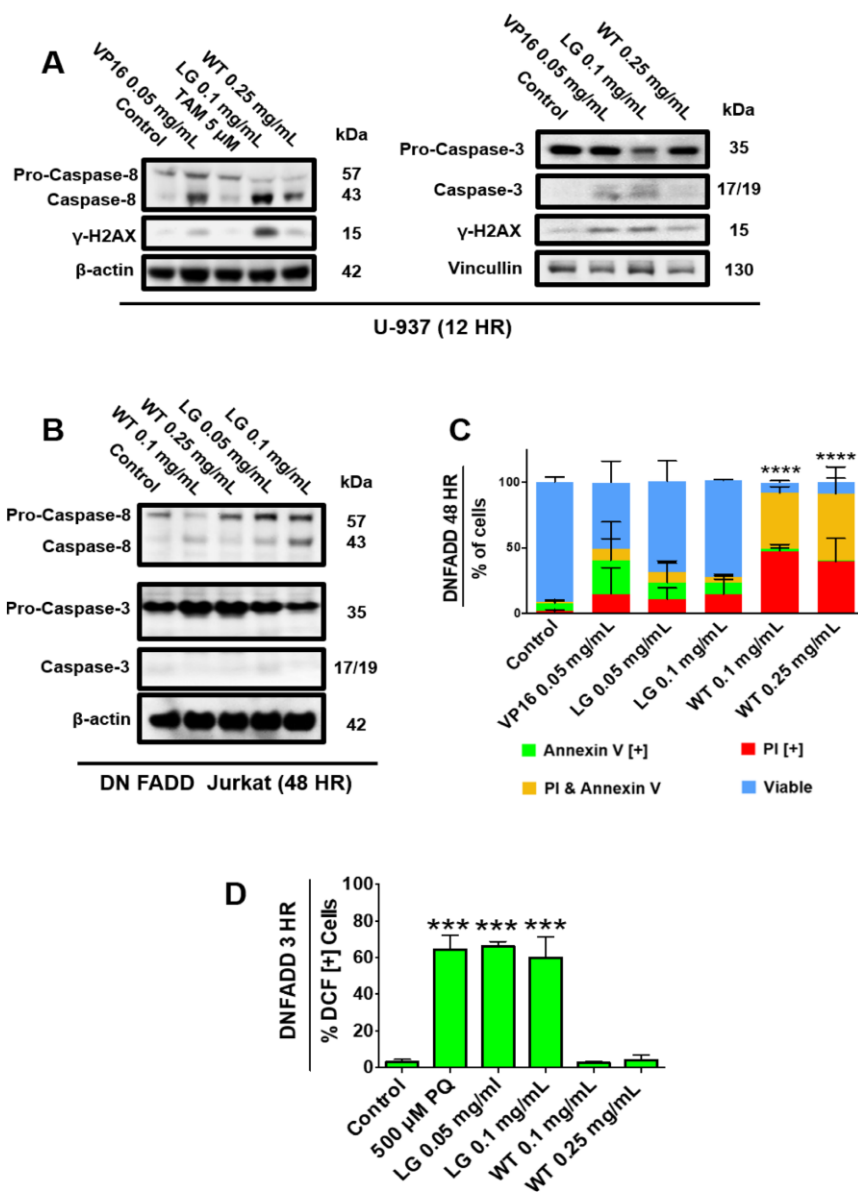 A
Control
VP16 0.05 mg/mL
TAM 5 µM
LG 0.1 mg/mL
WT 0.25 mg/mL
kDa
Pro-Caspase-8
57
Caspase-8
43
γ-H2AX
15
β-actin
42
Control
VP16 0.05 mg/mL
LG 0.1 mg/mL
WT 0.25 mg/mL
kDa
Pro-Caspase-3
35
Caspase-3
17/19
γ-H2AX
15
Vincullin
130
U-937 (12 HR)
B
Control
WT 0.1 mg/mL
WT 0.25 mg/mL
LG 0.05 mg/mL
LG 0.1 mg/mL
kDa
Pro-Caspase-8
57
Caspase-8
43
Pro-Caspase-3
35
Caspase-3
17/19
β-actin
42
DN FADD Jurkat (48 HR)
C
DNFADD 48 HR
% of cells
100
50
0
**** ****
Control
VP16 0.05 mg/mL
LG 0.05 mg/mL
LG 0.1 mg/mL
WT 0.1 mg/mL
WT 0.25 mg/mL
Annexin V [+]
PI [+]
PI & Annexin V
Viable
D
DNFADD 3 HR
% DCF [+] Cells
100
80
60
40
20
0
*** *** ***
Control
500 µM PQ
LG 0.05 mg/ml
LG 0.1 mg/mL
WT 0.1 mg/mL
WT 0.25 mg/mL